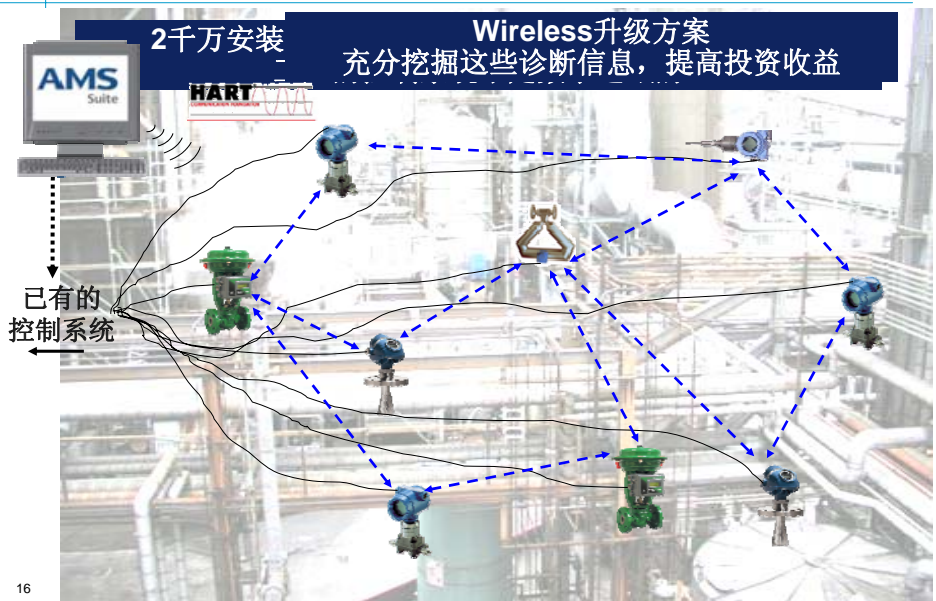 2千万安装
Wireless升级方案
充分挖掘这些诊断信息，提高投资收益
AMS
Suite
HART
COMMUNICATION FOUNDATION
已有的
控制系统
16